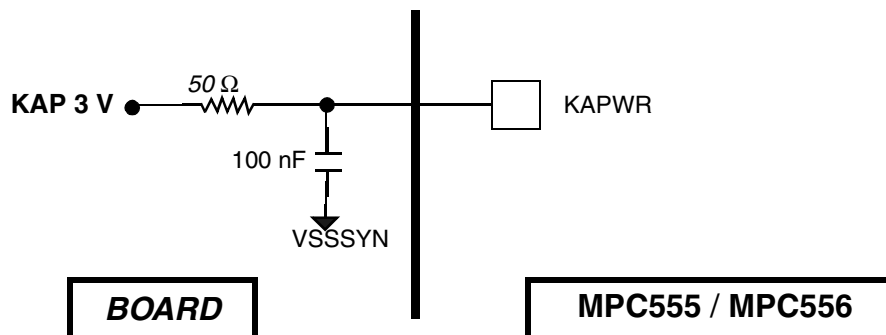 50 Ω
KAP 3 V
KAPWR
100 nF
VSSSYN
BOARD
MPC555 / MPC556